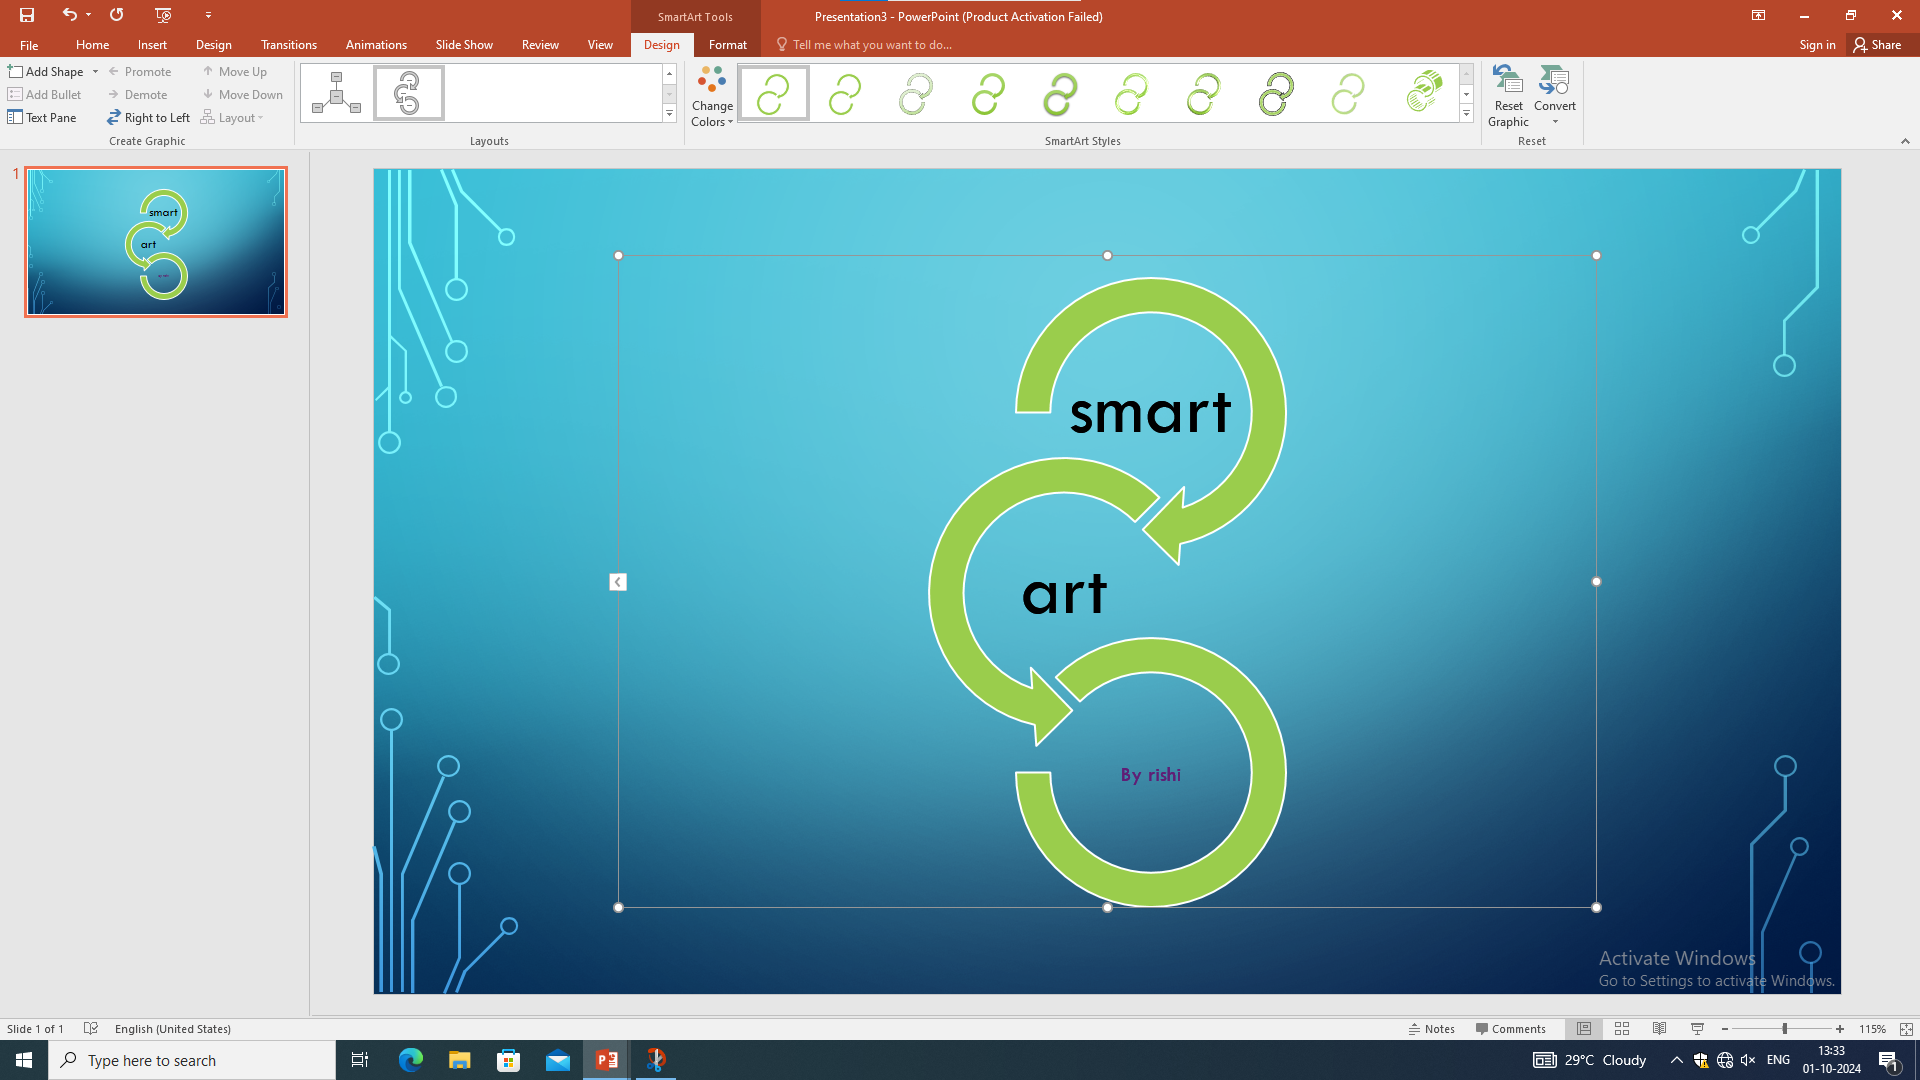 SmartArt Tools
Presentation3 - PowerPoint (Product Activation Failed)
File Home Insert Design Transitions Animations Slide Show Review View Design Format Tell me what you want to do... Sign in Share
Add Shape Promote Move Up
Add Bullet Demote Move Down
Text Pane Right to Left Layout
Create Graphic
Layouts
Change
Colors
SmartArt Styles
Reset
Graphic
Convert
Reset
1
smart
art
smart
art
By rishi
Activate Windows
Go to Settings to activate Windows.
Slide 1 of 1 English (United States) Notes Comments 115%
Type here to search
29°C Cloudy
ENG
13:33
01-10-2024
1